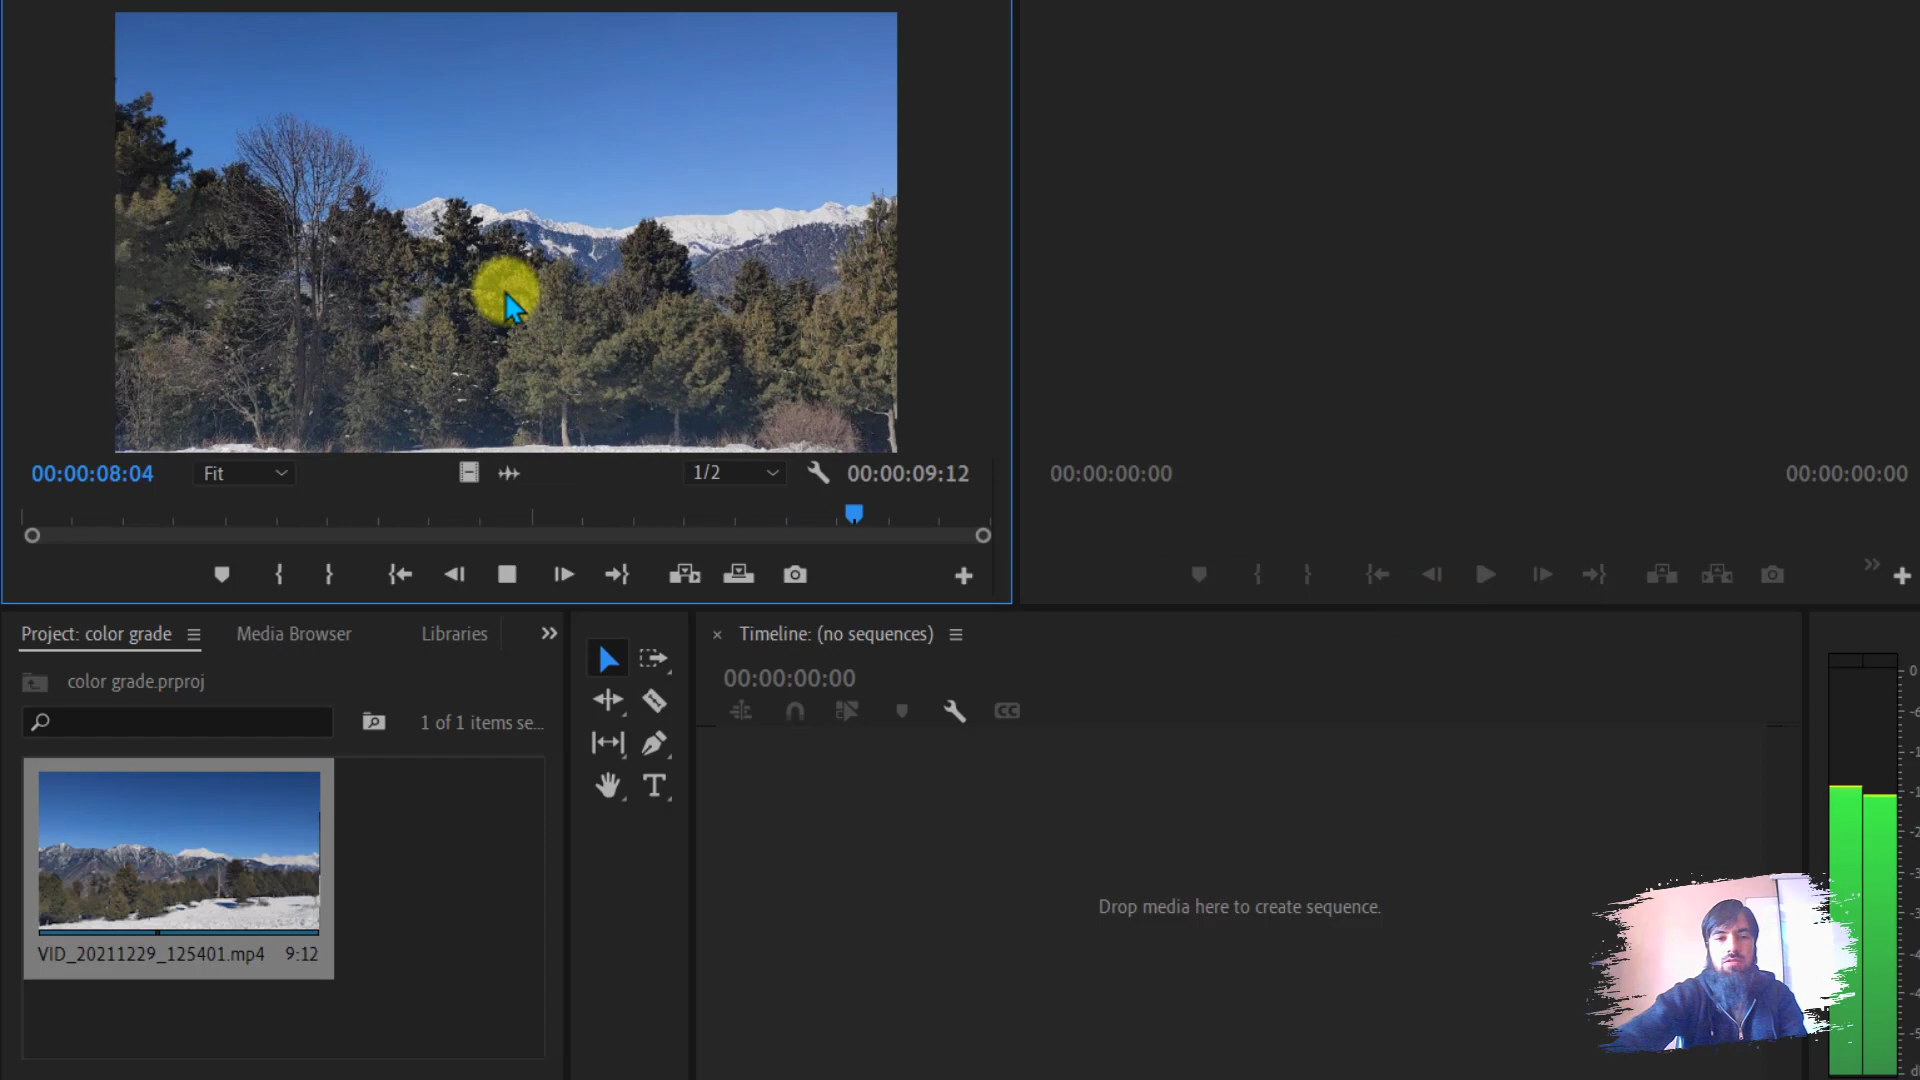 00:00:08:04 Fit 1/2 00:00:09:12
00:00:00:00 00:00:00:00
Project: color grade Media Browser Libraries
color grade.prproj
1 of 1 items se...
VID_20211229_125401.mp4 9:12
Timeline: (no sequences)
00:00:00:00
CC
Drop media here to create sequence.
0